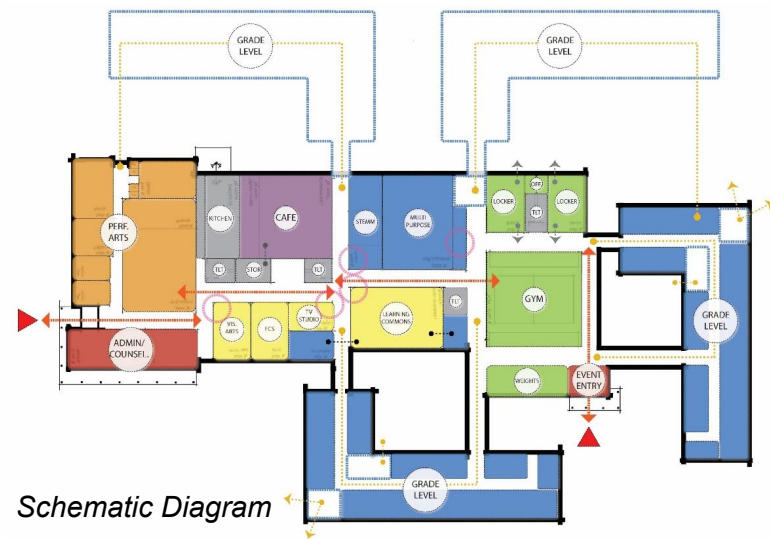 GRADE
LEVEL
GRADE
LEVEL
PERF.
ARTS
KITCHEN
CAFE
STEMM
MULTI
PURPOSE
LOCKER
OFF.
TLT
LOCKER
TLT
STOR
TLT
GYM
GRADE
LEVEL
ADMIN/
COUNSEL.
VIS.
ARTS
FCS
TV
STUDIO
LEARNING
COMMONS
TLT
WEIGHTS
EVENT
ENTRY
GRADE
LEVEL
Schematic Diagram